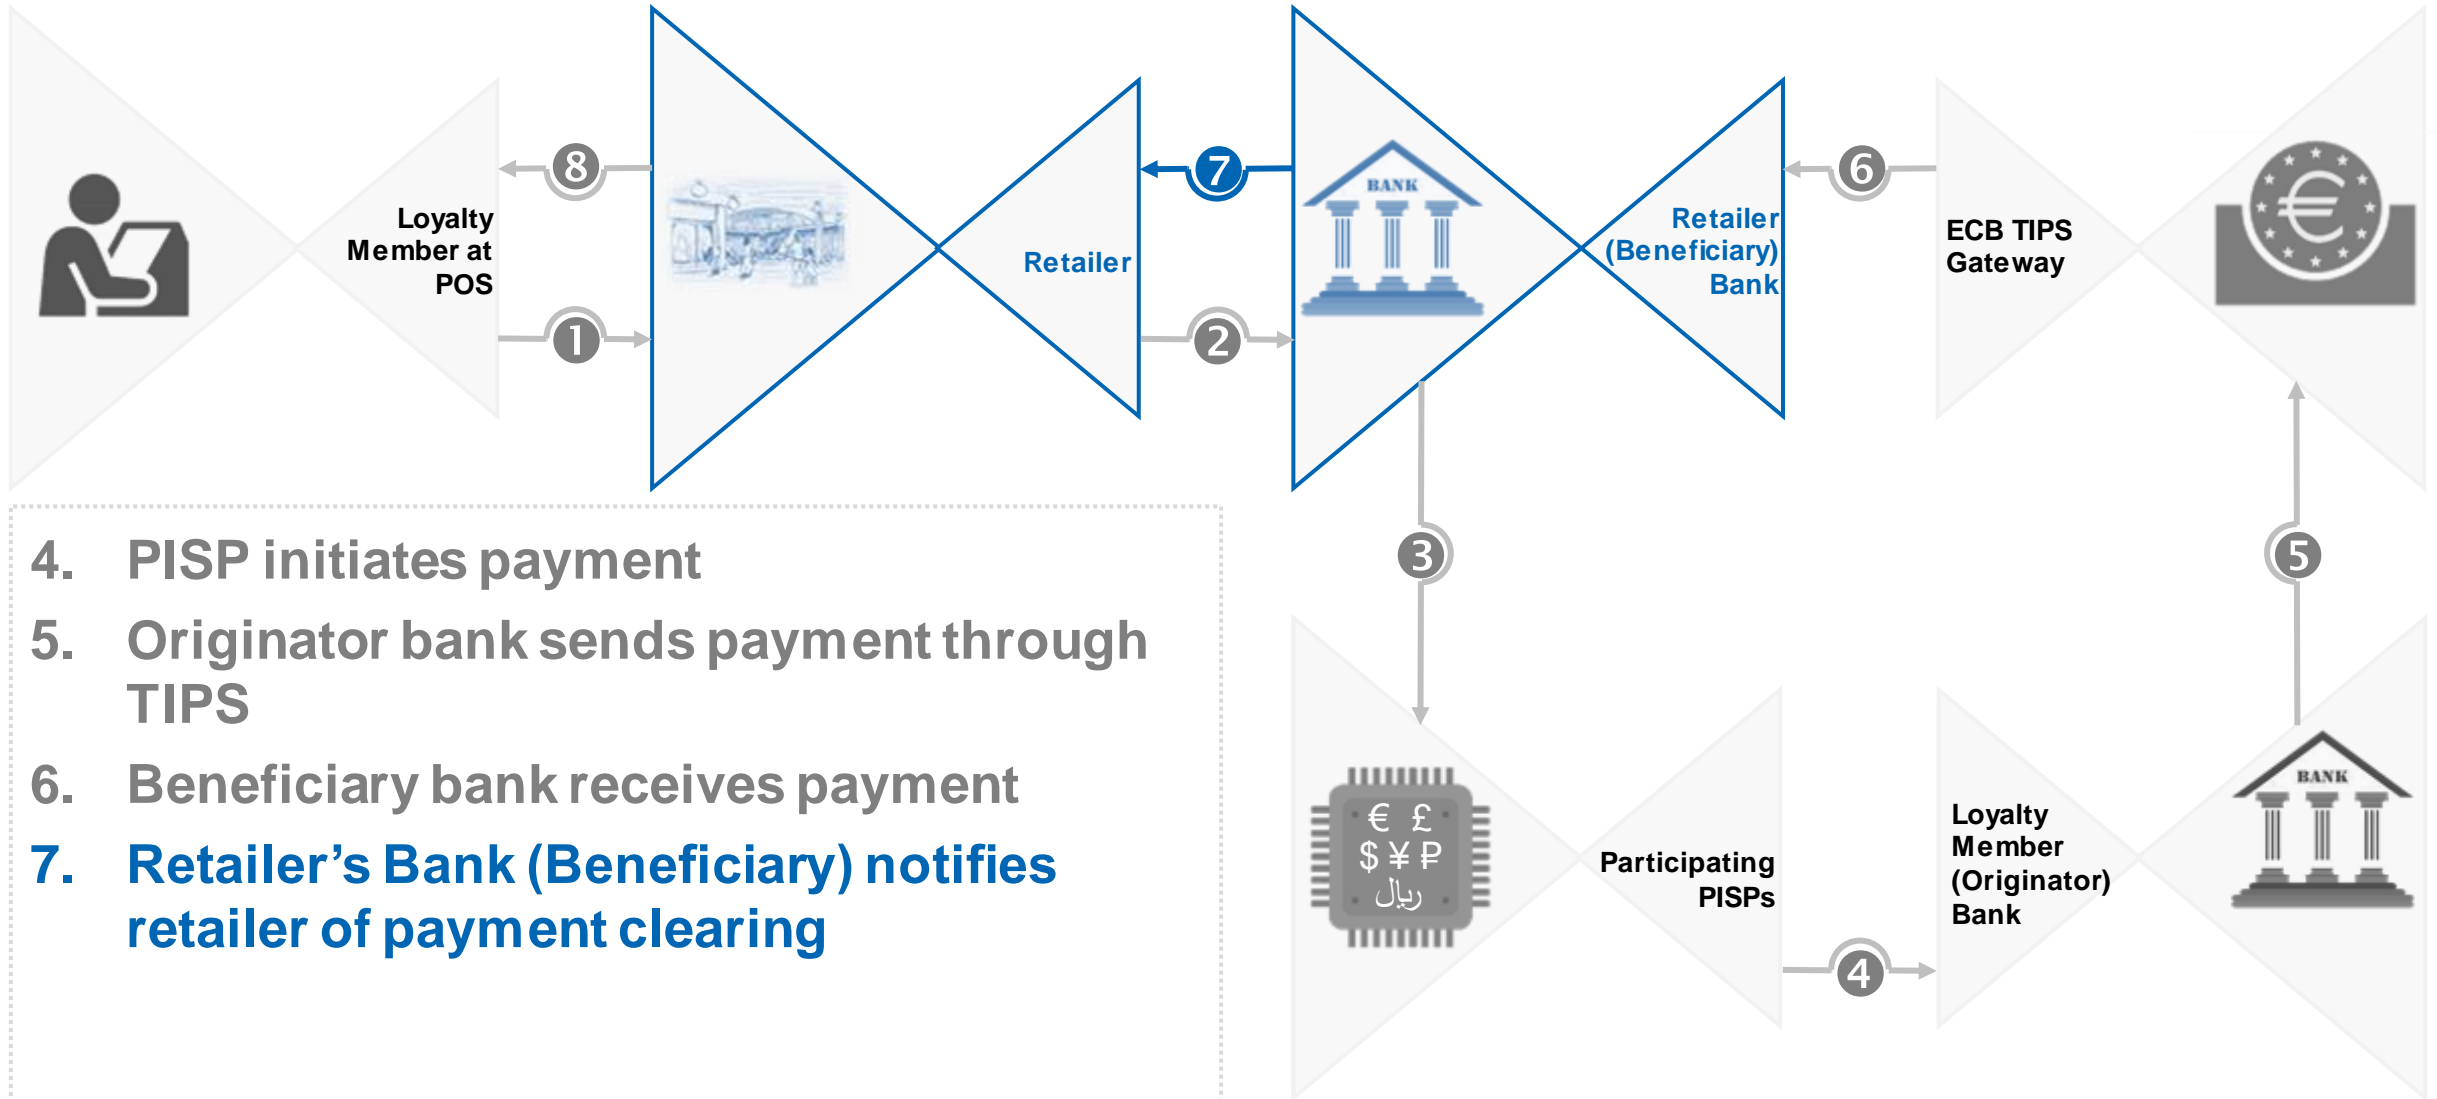 8
7
6
BANK
Loyalty
Member at
POS
Retailer
Retailer
(Beneficiary)
Bank
ECB TIPS
Gateway
€
1
2
4. PISP initiates payment
5. Originator bank sends payment through
TIPS
6. Beneficiary bank receives payment
7. Retailer’s Bank (Beneficiary) notifies
retailer of payment clearing
3
5
€ £
$ ¥ ₽
ریال
Participating
PISPs
Loyalty
Member
(Originator)
Bank
BANK
4